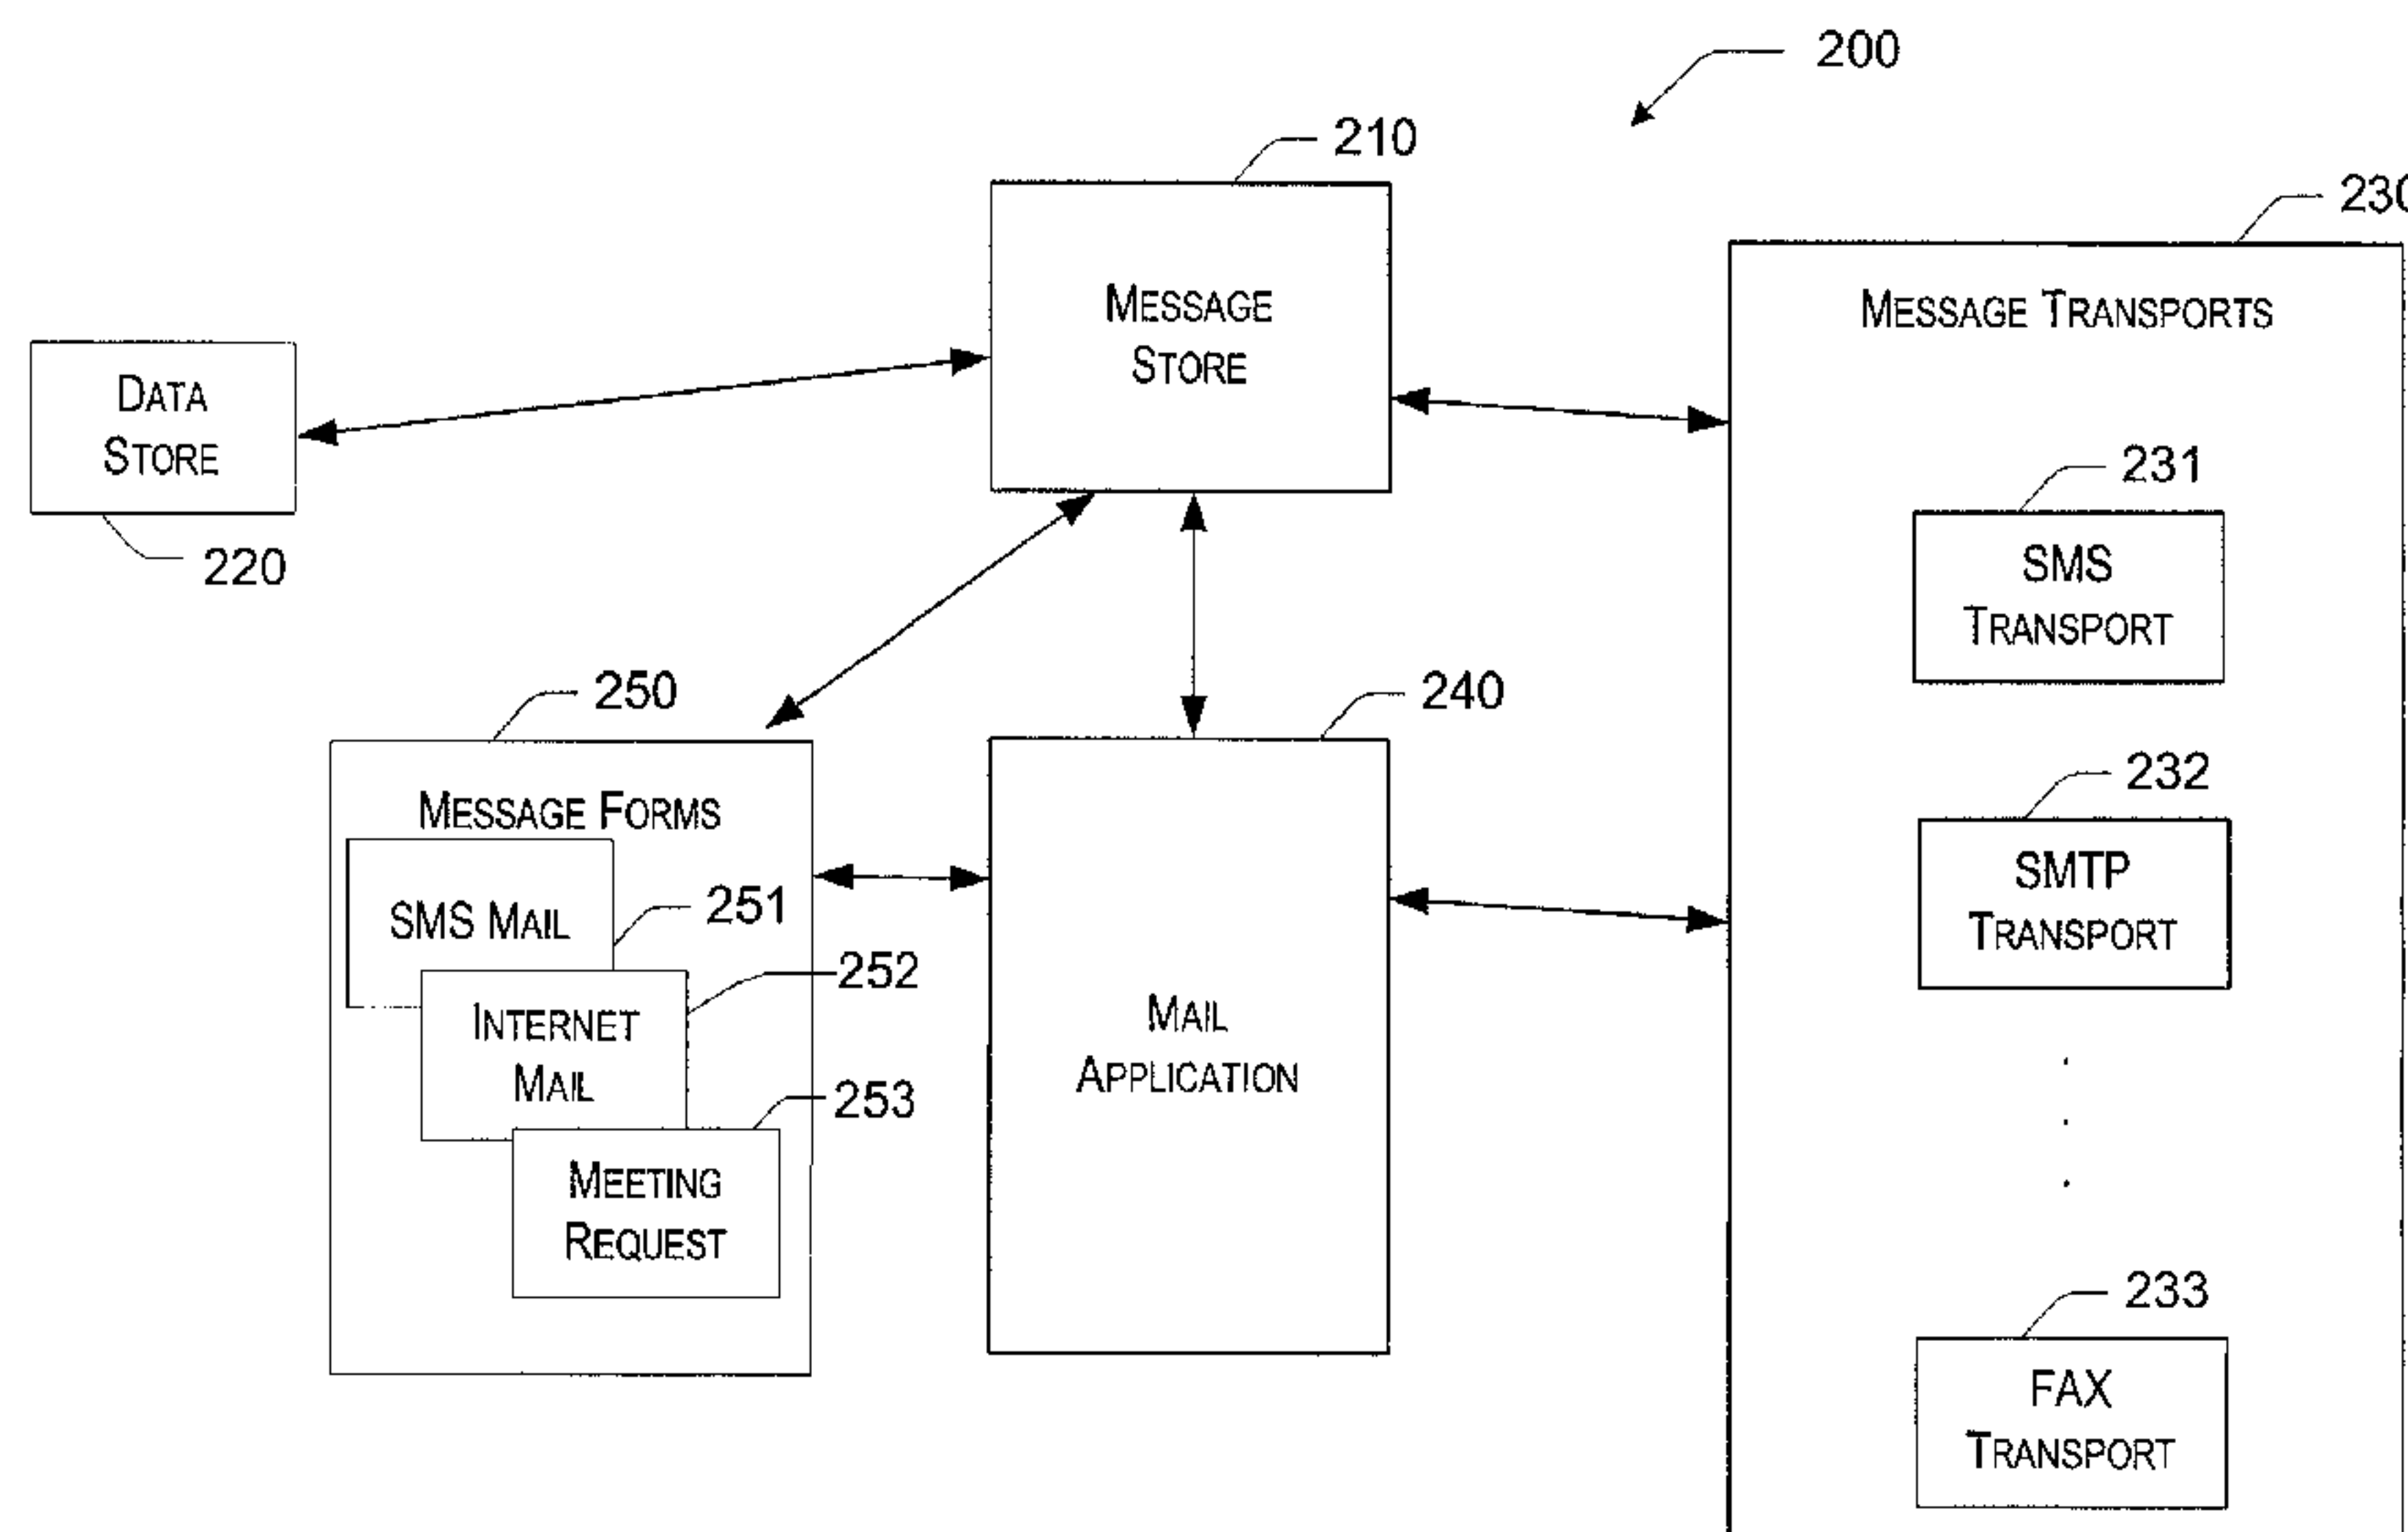 200
210
230
MESSAGE
STORE
MESSAGE TRANSPORTS
DATA
STORE
220
231
SMS
TRANSPORT
250
240
232
MESSAGE FORMS
SMTP
TRANSPORT
SMS MAIL
251
252
INTERNET
MAIL
253
MAIL
APPLICATION
MEETING
REQUEST
233
FAX
TRANSPORT